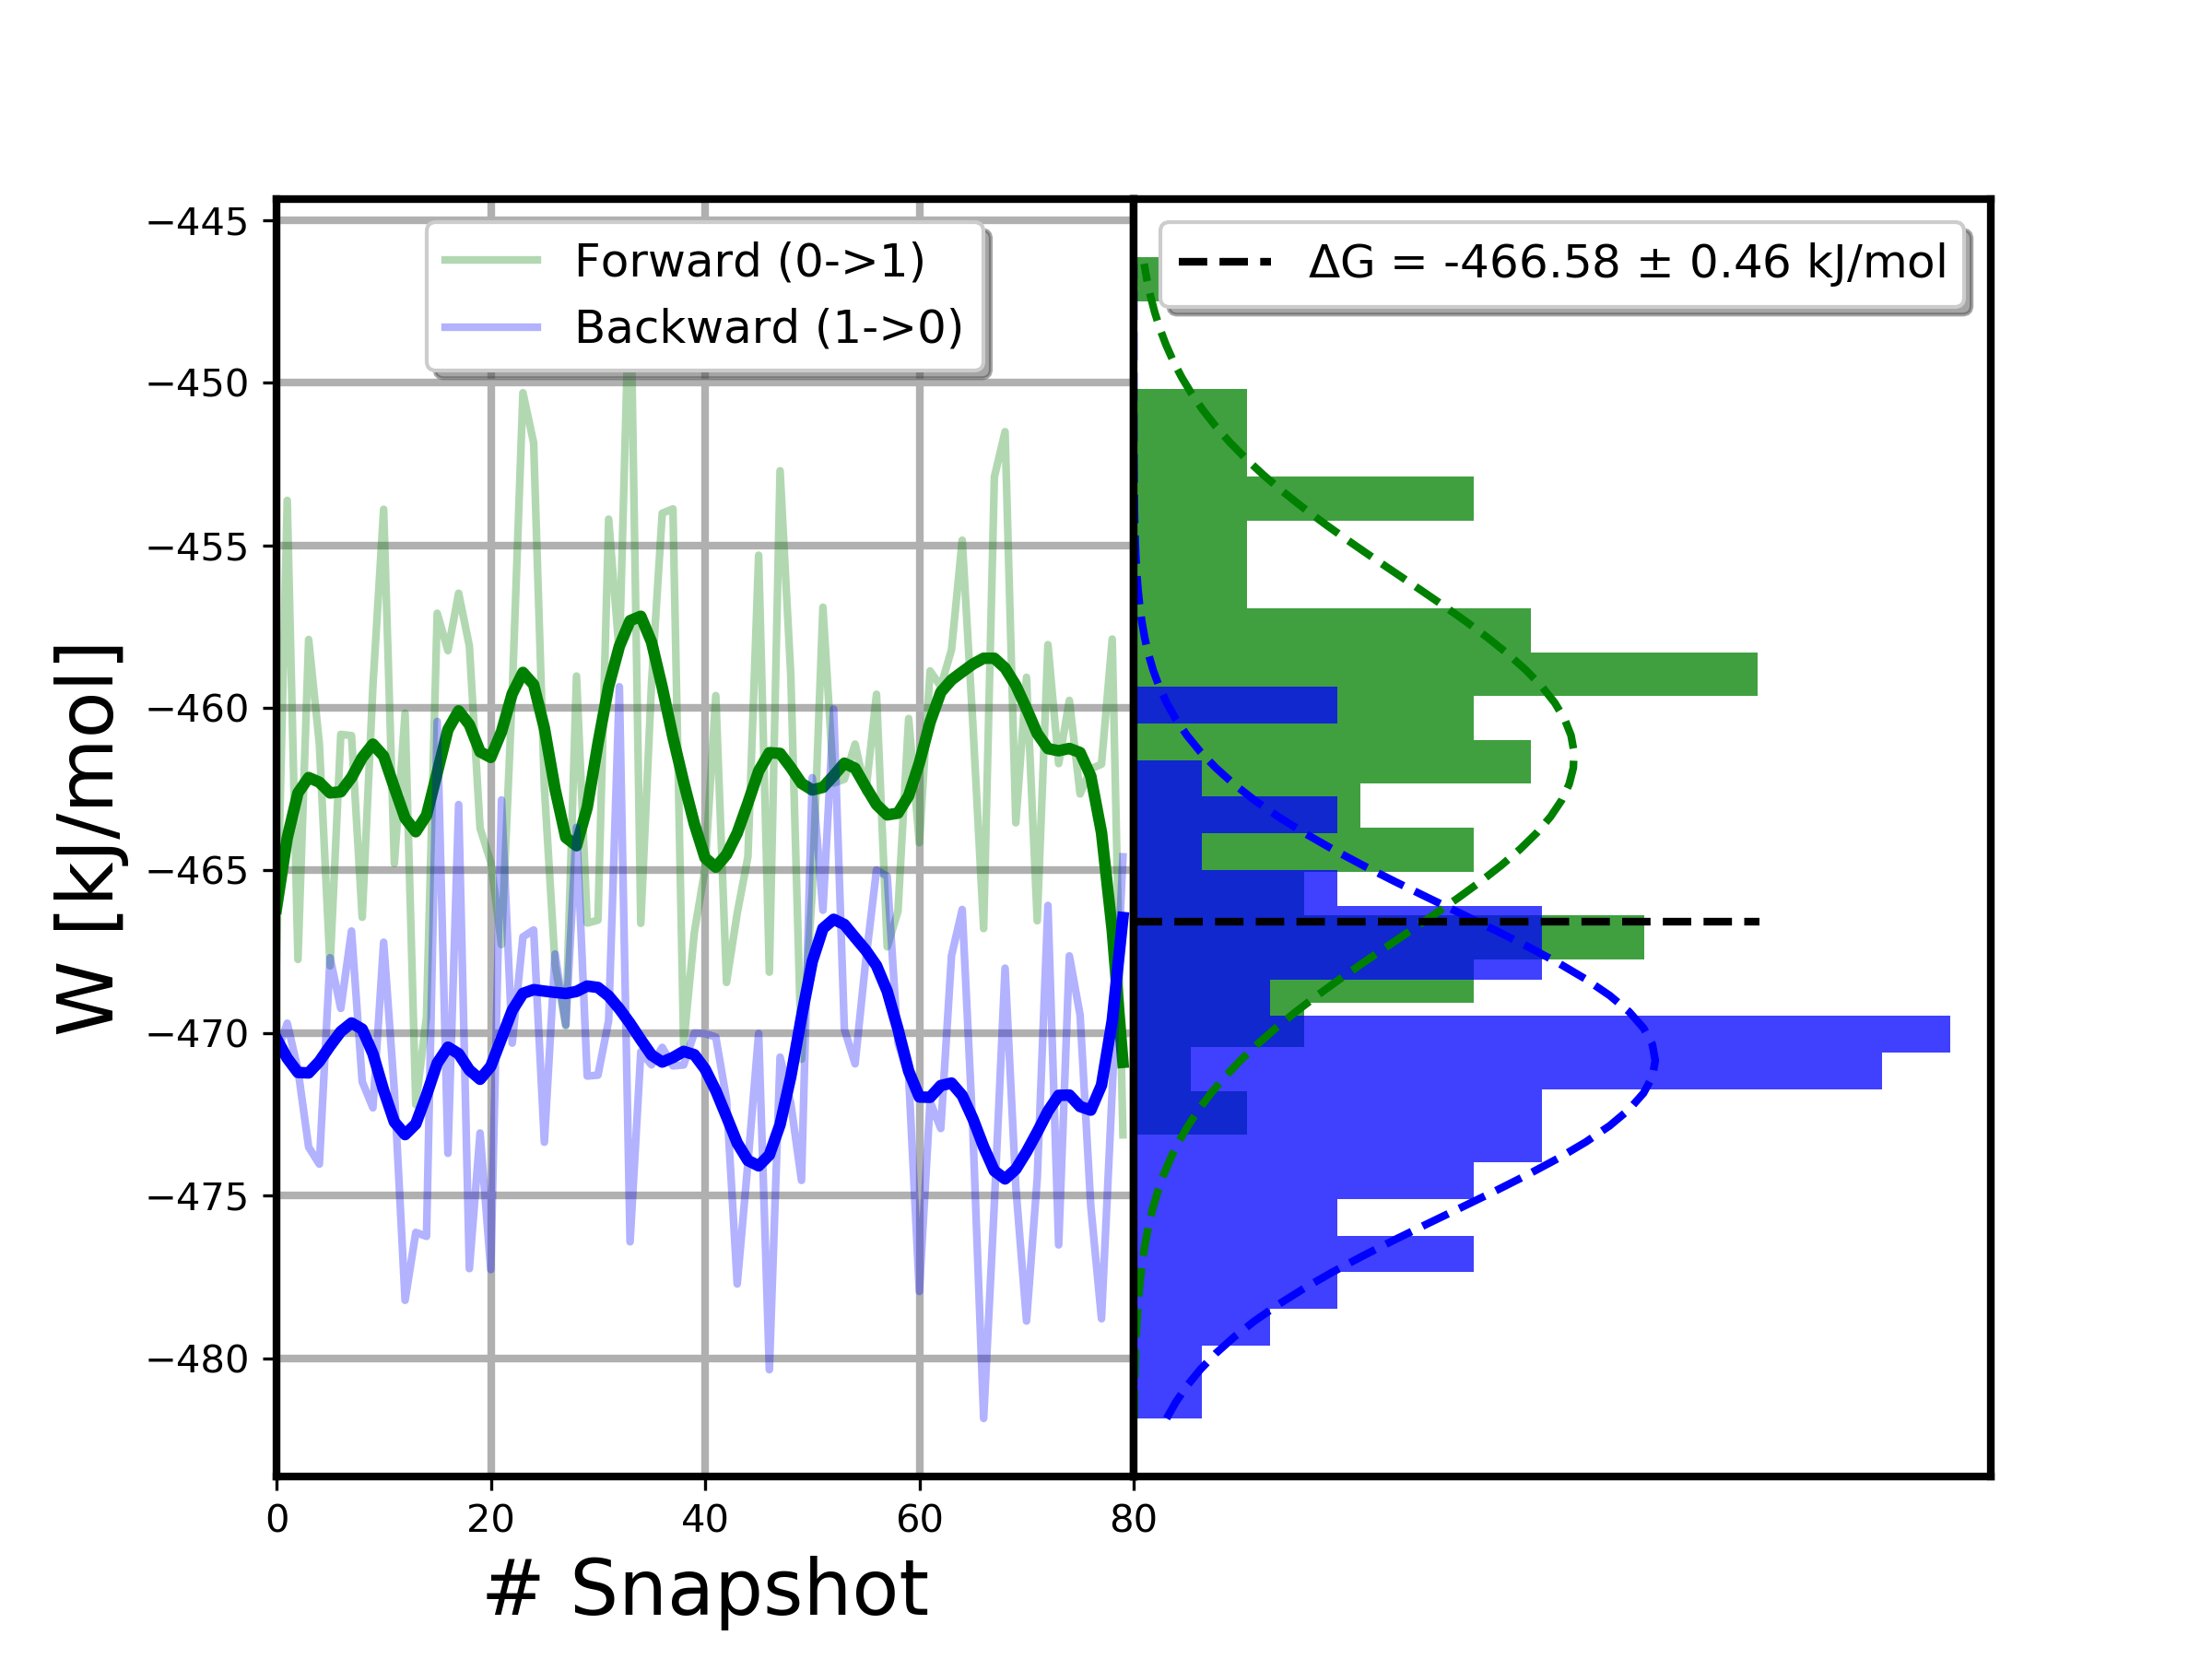 Forward (0->1)
Backward (1->0)
ΔG = -466.58 ± 0.46 kJ/mol
W [kJ/mol]
−445
−450
−455
−460
−465
−470
−475
−480
0 20 40 60 80
# Snapshot